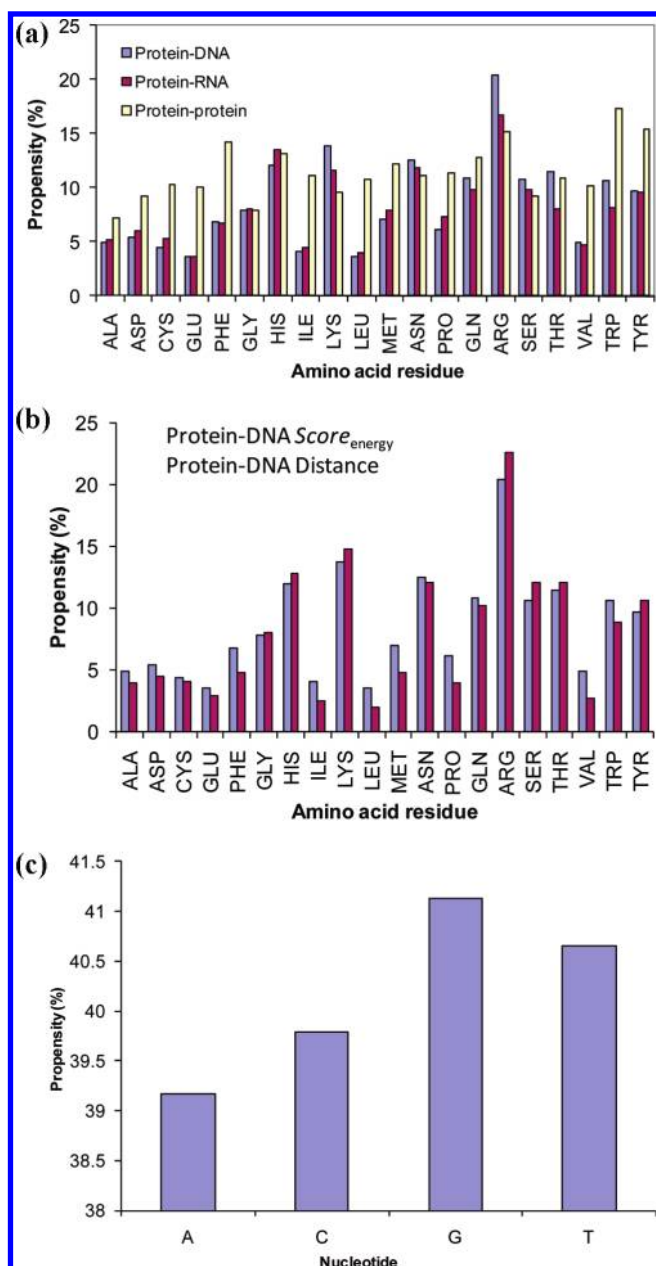 (a)
25
20
15
10
5
0
Propensity (%)
Protein-DNA
Protein-RNA
Protein-protein
ALA
ASP
CYS
GLU
PHE
GLY
HIS
ILE
LYS
LEU
MET
ASN
PRO
GLN
ARG
SER
THR
VAL
TRP
TYR
Amino acid residue
(b)
25
20
15
10
5
0
Propensity (%)
Protein-DNA Score energy
Protein-DNA Distance
ALA
ASP
CYS
GLU
PHE
GLY
HIS
ILE
LYS
LEU
MET
ASN
PRO
GLN
ARG
SER
THR
VAL
TRP
TYR
Amino acid residue
(c)
41.5
41
40.5
40
39.5
39
38.5
38
Propensity (%)
A
C
G
T
Nucleotide